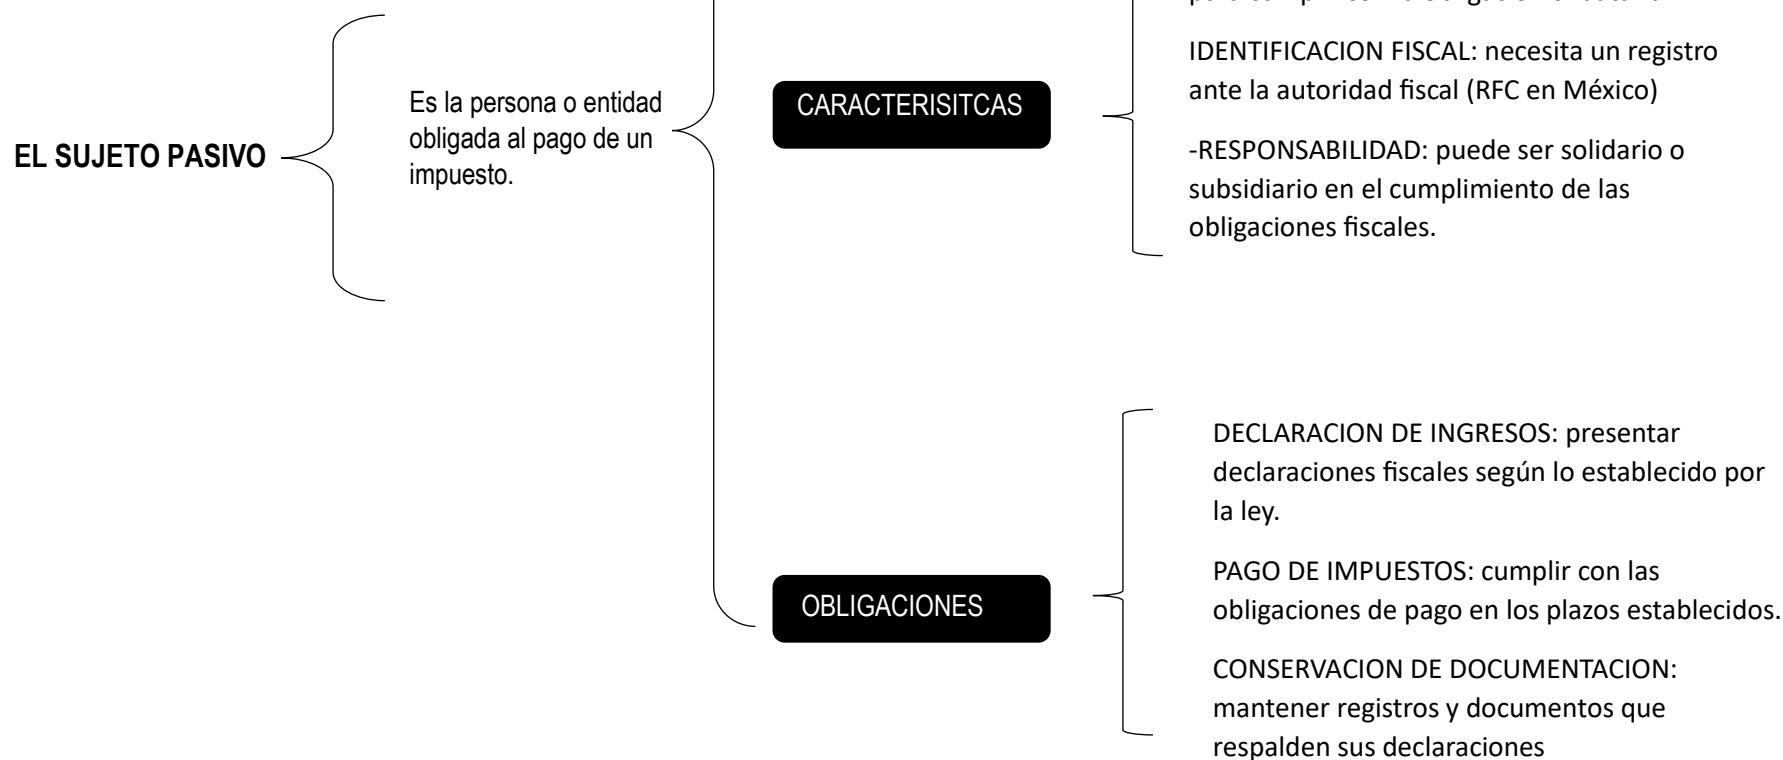 EL SUJETO PASIVO
Es la persona o entidad
obligada al pago de un
impuesto.
CARACTERISITCAS
IDENTIFICACION FISCAL: necesita un registro
ante la autoridad fiscal (RFC en México)
-RESPONSABILIDAD: puede ser solidario o
subsidiario en el cumplimiento de las
obligaciones fiscales.
OBLIGACIONES
DECLARACION DE INGRESOS: presentar
declaraciones fiscales según lo establecido por
la ley.
PAGO DE IMPUESTOS: cumplir con las
obligaciones de pago en los plazos establecidos.
CONSERVACION DE DOCUMENTACION:
mantener registros y documentos que
respalden sus declaraciones